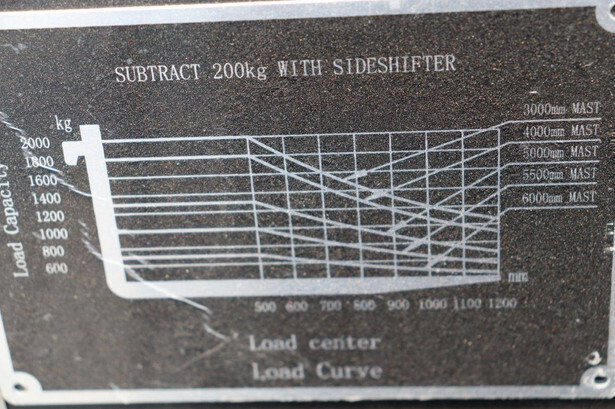 SUBTRACT 200kg WITH SIDESHIFTER
kg
Load Capacity
2000
1800
1600
1400
1200
1000
800
600
3000mm MAST
4000mm MAST
5000mm MAST
5500mm MAST
6000mm MAST
mm
500 600 700 800 900 1000 1100 1200
Load center
Load Curve